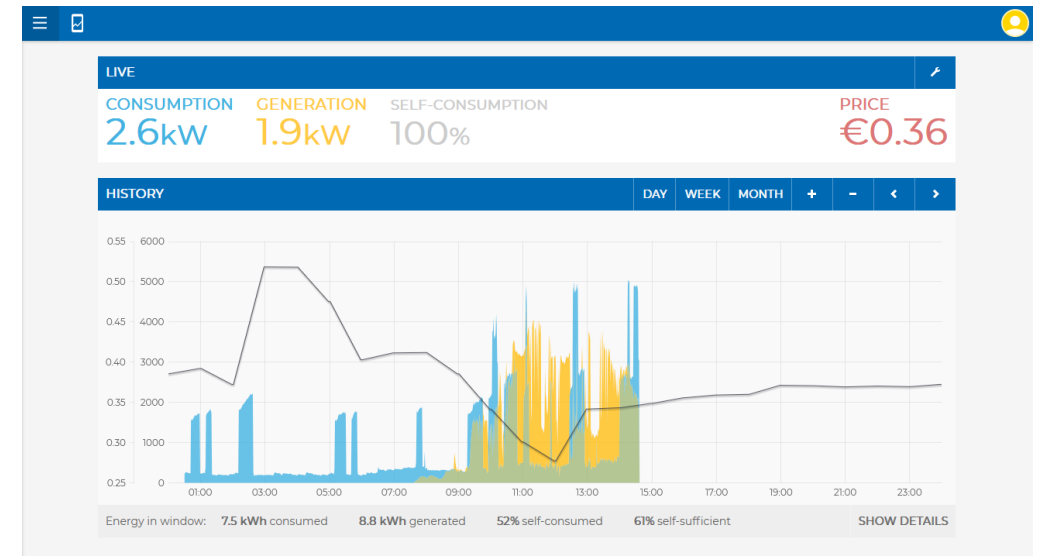 LIVE
CONSUMPTION GENERATION SELF-CONSUMPTION PRICE
2.6kW 1.9kW 100% €0.36
HISTORY DAY WEEK MONTH + - < >
0.55 6000
0.50 5000
0.45 4000
0.40 3000
0.35 2000
0.30 1000
0.25 0
01:00 03:00 05:00 07:00 09:00 11:00 13:00 15:00 17:00 19:00 21:00 23:00
Energy in window: 7.5 kWh consumed 8.8 kWh generated 52% self-consumed 61% self-sufficient SHOW DETAILS